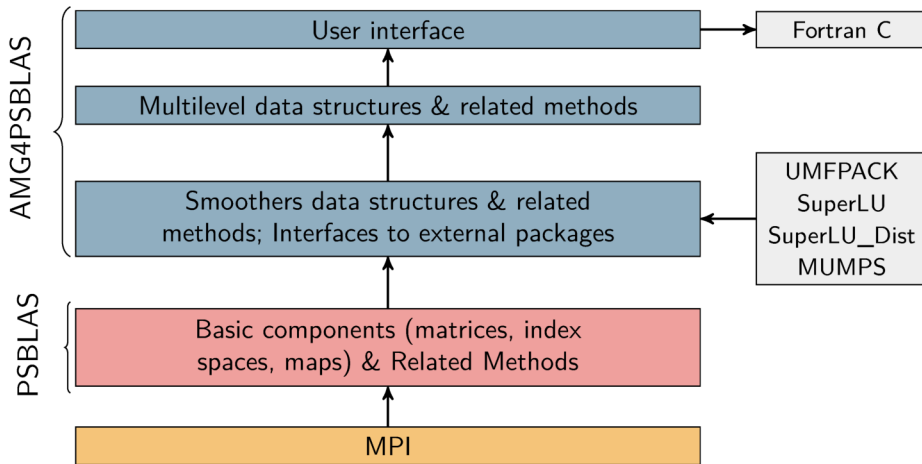 AMG4PSBLAS
User interface
Fortran C
Multilevel data structures & related methods
Smoothers data structures & related
methods; Interfaces to external packages
UMFPACK
SuperLU
SuperLU_Dist
MUMPS
PSBLAS
Basic components (matrices, index
spaces, maps) & Related Methods
MPI